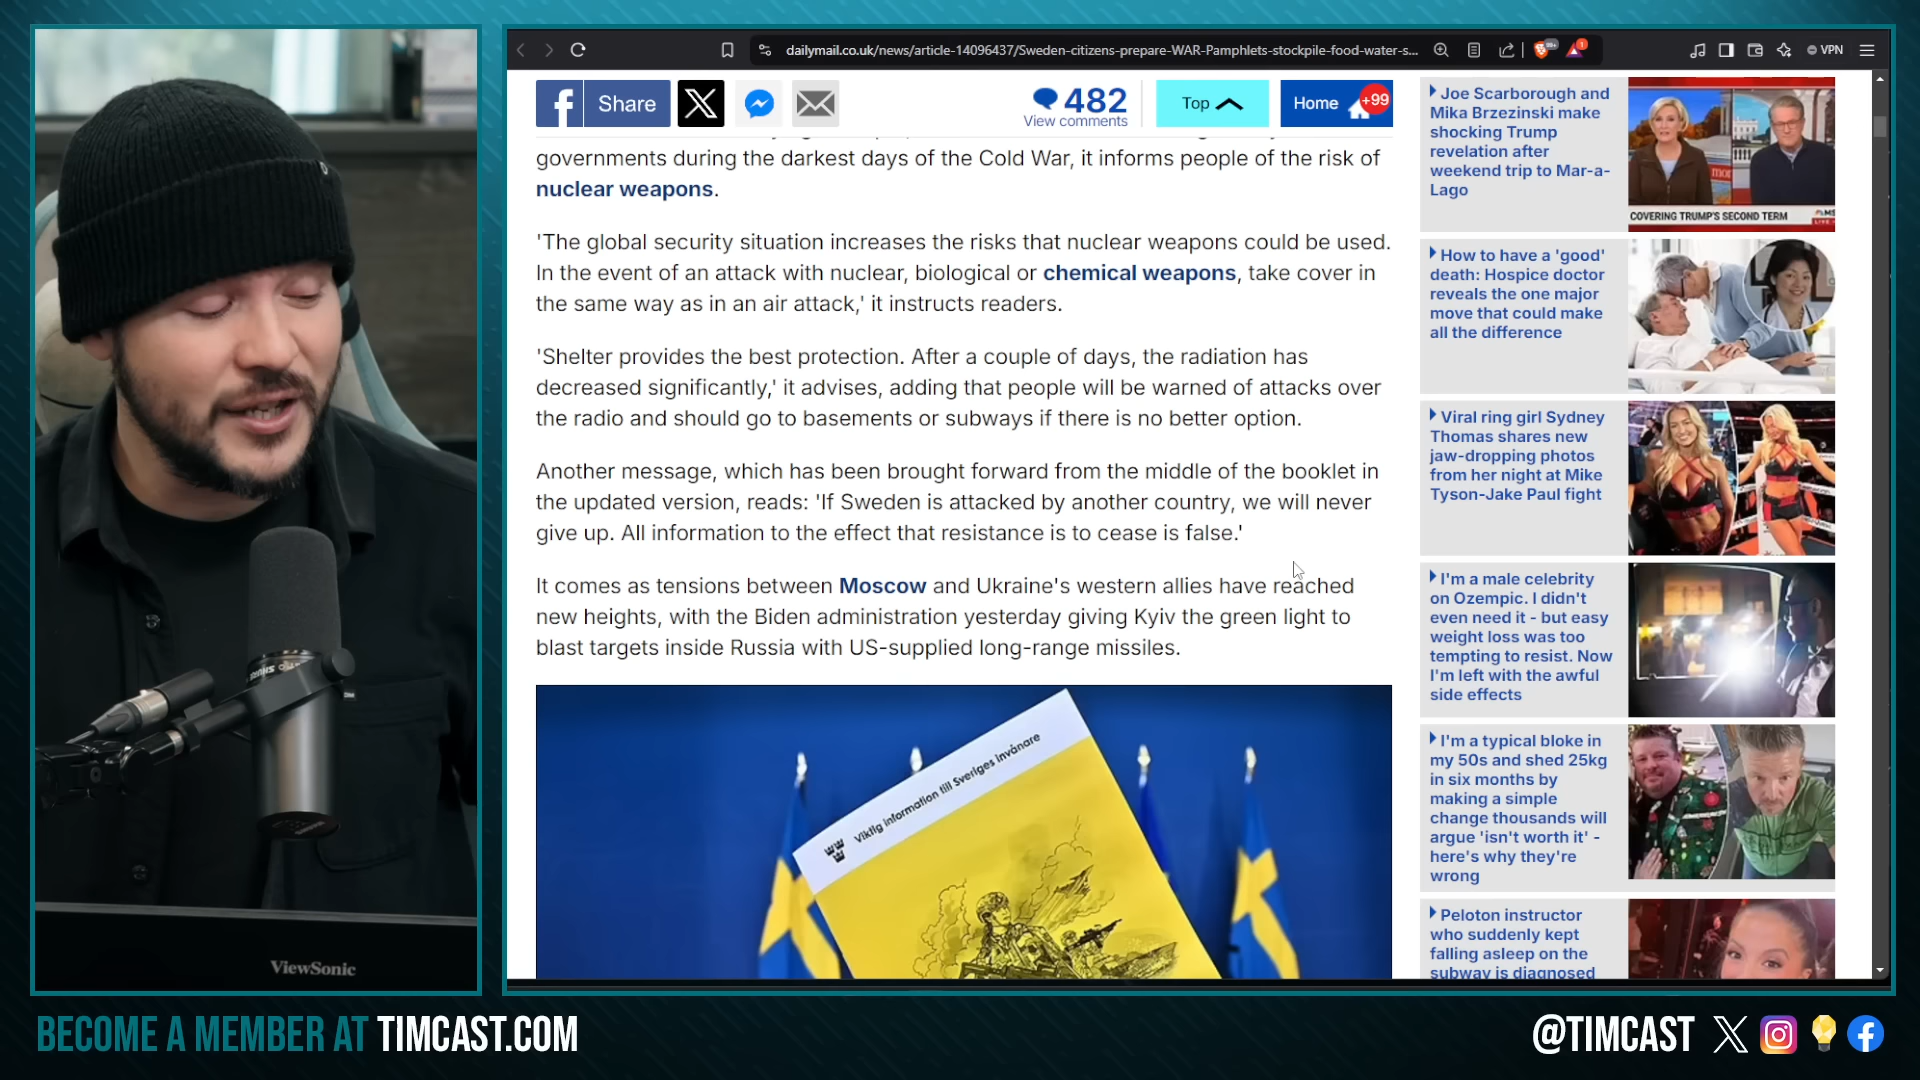 dailymail.co.uk/news/article-14096437/Sweden-citizens-prepare-WAR-Pamphlets-stockpile-food-water-s...
VPN
Share
482
View comments
Top
Home
+99
governments during the darkest days of the Cold War, it informs people of the risk of
nuclear weapons.
'The global security situation increases the risks that nuclear weapons could be used.
In the event of an attack with nuclear, biological or chemical weapons, take cover in
the same way as in an air attack,' it instructs readers.
'Shelter provides the best protection. After a couple of days, the radiation has
decreased significantly,' it advises, adding that people will be warned of attacks over
the radio and should go to basements or subways if there is no better option.
Another message, which has been brought forward from the middle of the booklet in
the updated version, reads: 'If Sweden is attacked by another country, we will never
give up. All information to the effect that resistance is to cease is false.'
It comes as tensions between Moscow and Ukraine's western allies have reached
new heights, with the Biden administration yesterday giving Kyiv the green light to
blast targets inside Russia with US-supplied long-range missiles.
Viktig information till Sveriges invånare
Joe Scarborough and
Mika Brzezinski make
shocking Trump
revelation after
weekend trip to Mar-a-
Lago
COVERING TRUMP'S SECOND TERM
How to have a 'good'
death: Hospice doctor
reveals the one major
move that could make
all the difference
Viral ring girl Sydney
Thomas shares new
jaw-dropping photos
from her night at Mike
Tyson-Jake Paul fight
I'm a male celebrity
on Ozempic. I didn't
even need it - but easy
weight loss was too
tempting to resist. Now
I'm left with the awful
side effects
I'm a typical bloke in
my 50s and shed 25kg
in six months by
making a simple
change thousands will
argue 'isn't worth it' -
here's why they're
wrong
Peloton instructor
who suddenly kept
falling asleep on the
subway is diagnosed
SHURE
ViewSonic
BECOME A MEMBER AT TIMCAST.COM
@TIMCAST